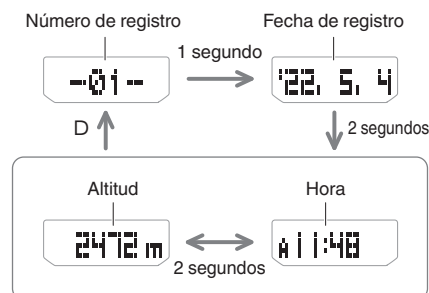 Número de registro Fecha de registro
1 segundo
-01-- '22. 5. 4
D 2 segundos
Altitud Hora
2472 m A 11:48
2 segundos